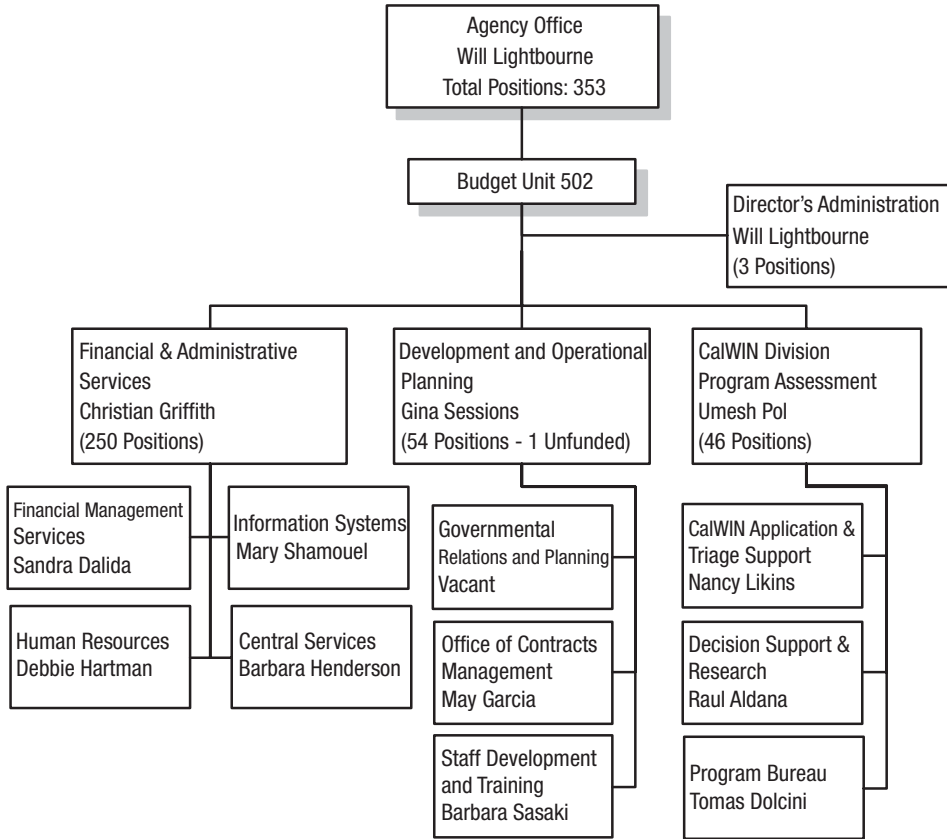 Agency Office
Will Lightbourne
Total Positions: 353
Budget Unit 502
Director’s Administration
Will Lightbourne
(3 Positions)
Financial & Administrative
Services
Christian Griffith
(250 Positions)
Development and Operational
Planning
Gina Sessions
(54 Positions - 1 Unfunded)
CalWIN Division
Program Assessment
Umesh Pol
(46 Positions)
Financial Management
Services
Sandra Dalida
Information Systems
Mary Shamouel
Human Resources
Debbie Hartman
Central Services
Barbara Henderson
Governmental
Relations and Planning
Vacant
Office of Contracts
Management
May Garcia
Staff Development
and Training
Barbara Sasaki
CalWIN Application &
Triage Support
Nancy Likins
Decision Support &
Research
Raul Aldana
Program Bureau
Tomas Dolcini